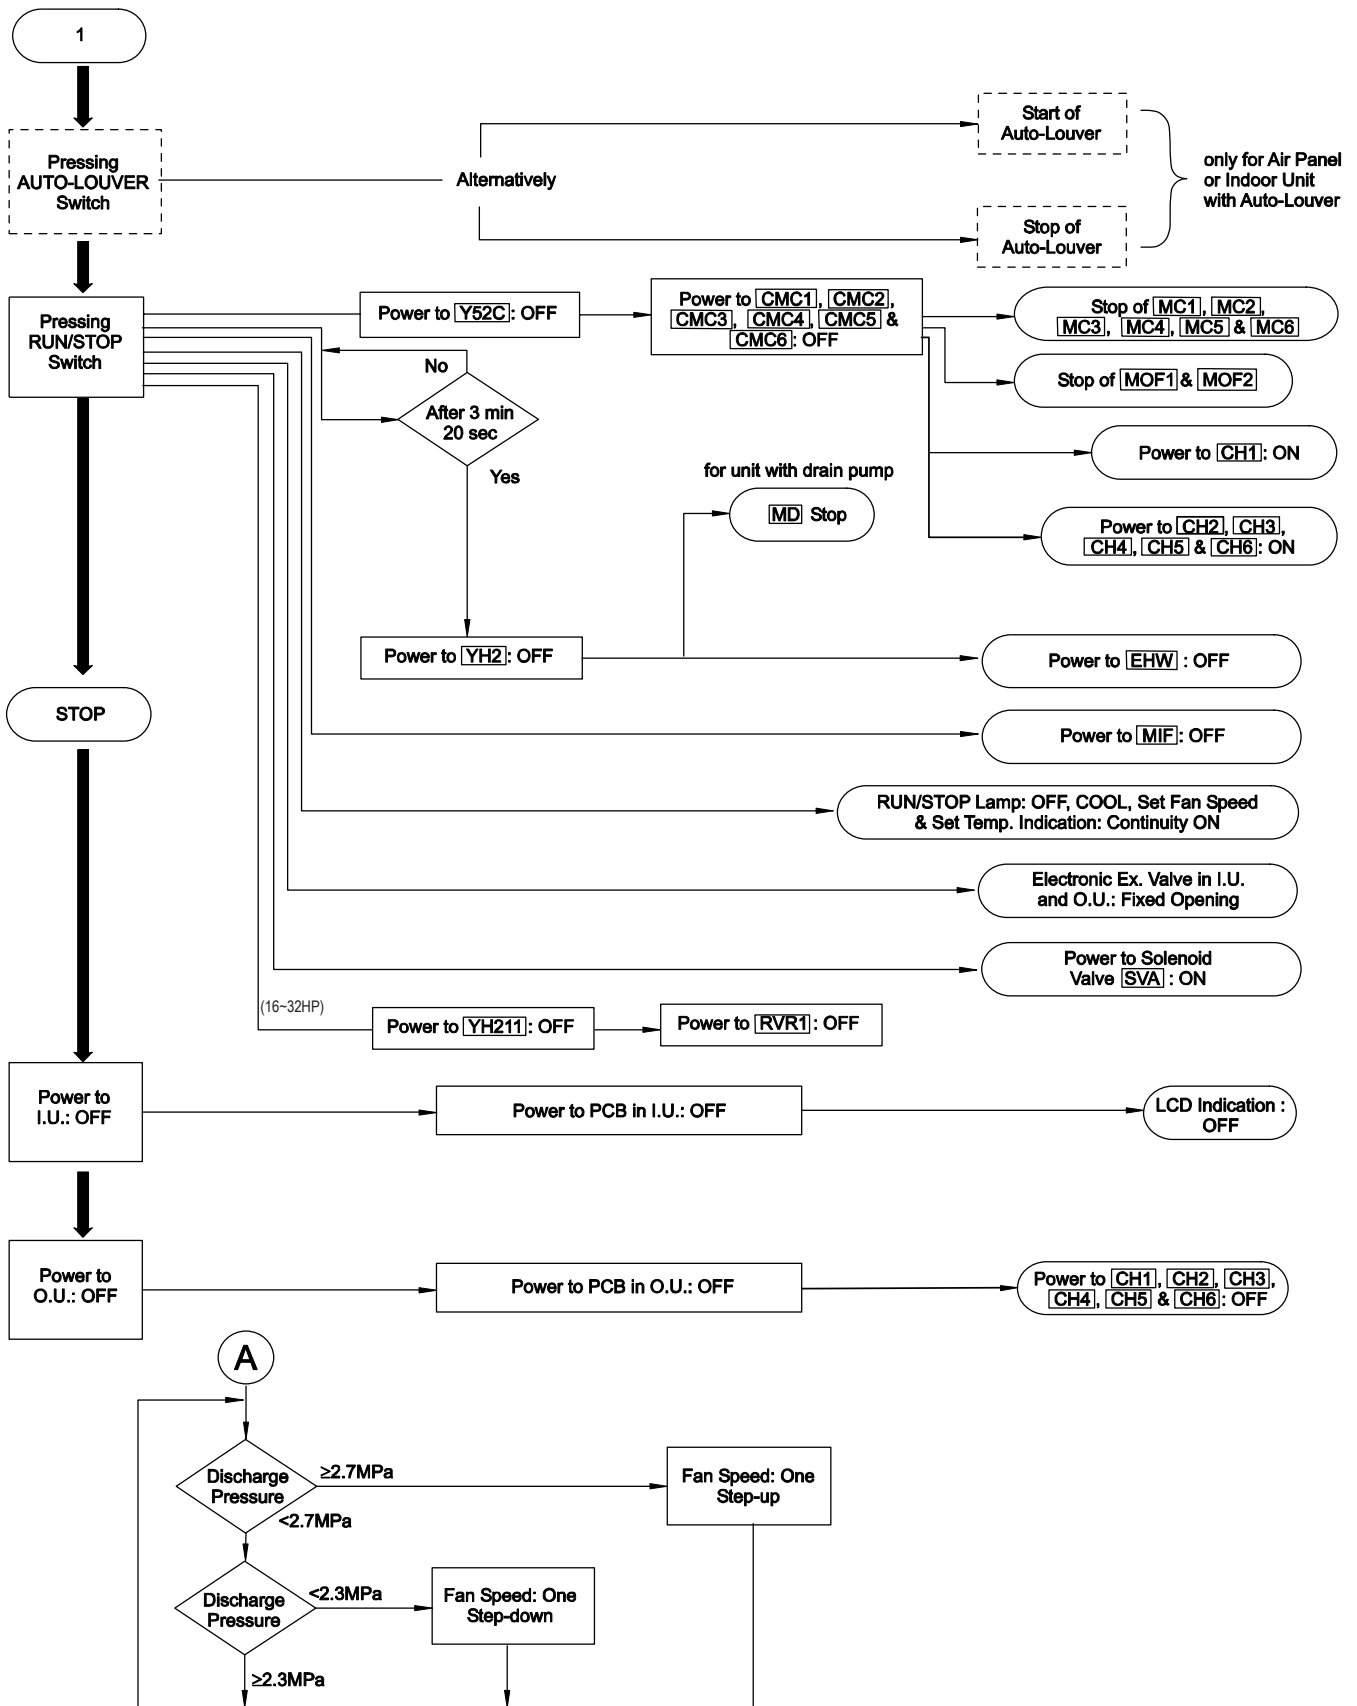 1
Start of
Auto-Louver
Pressing
AUTO-LOUVER
Switch
Alternatively
only for Air Panel
or Indoor Unit
with Auto-Louver
Stop of
Auto-Louver
Pressing
RUN/STOP
Switch
Power to Y52C: OFF
Power to CMC1, CMC2,
CMC3, CMC4, CMC5 &
CMC6: OFF
Stop of MC1, MC2,
MC3, MC4, MC5 & MC6
No
Stop of MOF1 & MOF2
After 3 min
20 sec
Yes
Power to CH1: ON
for unit with drain pump
MD Stop
Power to CH2, CH3,
CH4, CH5 & CH6: ON
Power to YH2: OFF
Power to EHW : OFF
STOP
Power to MIF: OFF
RUN/STOP Lamp: OFF, COOL, Set Fan Speed
& Set Temp. Indication: Continuity ON
Electronic Ex. Valve in I.U.
and O.U.: Fixed Opening
Power to Solenoid
Valve SVA : ON
(16~32HP)
Power to YH211: OFF
Power to RVR1: OFF
Power to
I.U.: OFF
Power to PCB in I.U.: OFF
LCD Indication :
OFF
Power to
O.U.: OFF
Power to PCB in O.U.: OFF
Power to CH1, CH2, CH3,
CH4, CH5 & CH6: OFF
A
Discharge
Pressure
≥2.7MPa
Fan Speed: One
Step-up
<2.7MPa
Discharge
Pressure
<2.3MPa
Fan Speed: One
Step-down
≥2.3MPa